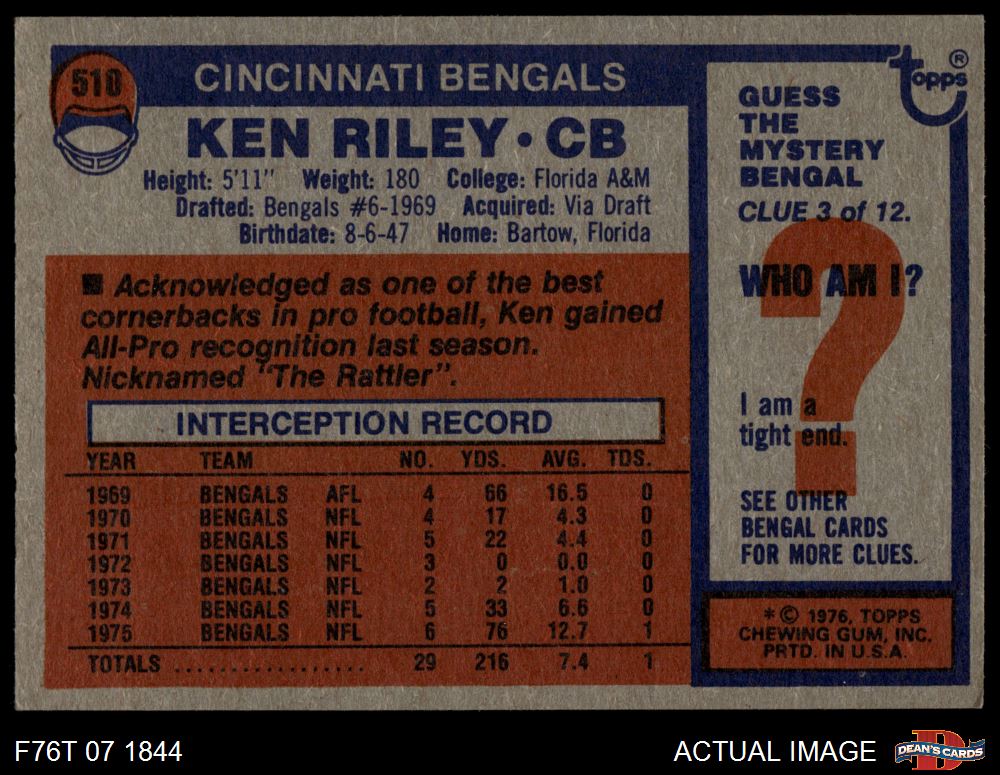 510
CINCINNATI BENGALS
KEN RILEY • CB
Height: 5'11" Weight: 180 College: Florida A&M
Drafted: Bengals #6-1969 Acquired: Via Draft
Birthdate: 8-6-47 Home: Bartow, Florida
■ Acknowledged as one of the best
cornerbacks in pro football, Ken gained
All-Pro recognition last season.
Nicknamed "The Rattler".
INTERCEPTION RECORD
YEAR TEAM NO. YDS. AVG. TDS.
1969 BENGALS AFL 4 66 16.5 0
1970 BENGALS NFL 4 17 4.3 0
1971 BENGALS NFL 5 22 4.4 0
1972 BENGALS NFL 3 0 0.0 0
1973 BENGALS NFL 2 2 1.0 0
1974 BENGALS NFL 5 33 6.6 0
1975 BENGALS NFL 6 76 12.7 1
TOTALS .................. 29 216 7.4 1
topps ®
GUESS
THE
MYSTERY
BENGAL
CLUE 3 of 12.
?
WHO AM I?
I am a
tight end.
SEE OTHER
BENGAL CARDS
FOR MORE CLUES.
* © 1976, TOPPS
CHEWING GUM, INC.
PRTD. IN U.S.A.
F76T 07 1844
ACTUAL IMAGE
D
DEAN'S CARDS